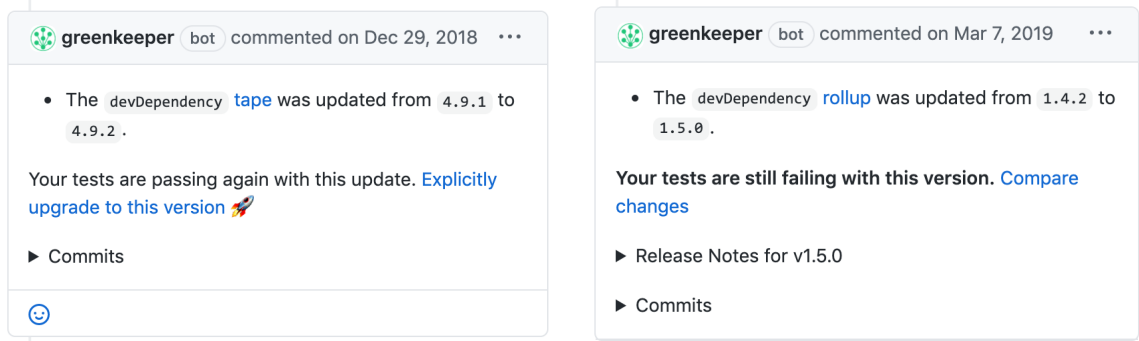 greenkeeper bot commented on Dec 29, 2018 ···
• The devDependency tape was updated from 4.9.1 to
4.9.2.
Your tests are passing again with this update. Explicitly
upgrade to this version 🚀
▶ Commits
greenkeeper bot commented on Mar 7, 2019 ···
• The devDependency rollup was updated from 1.4.2 to
1.5.0.
Your tests are still failing with this version. Compare
changes
▶ Release Notes for v1.5.0
▶ Commits